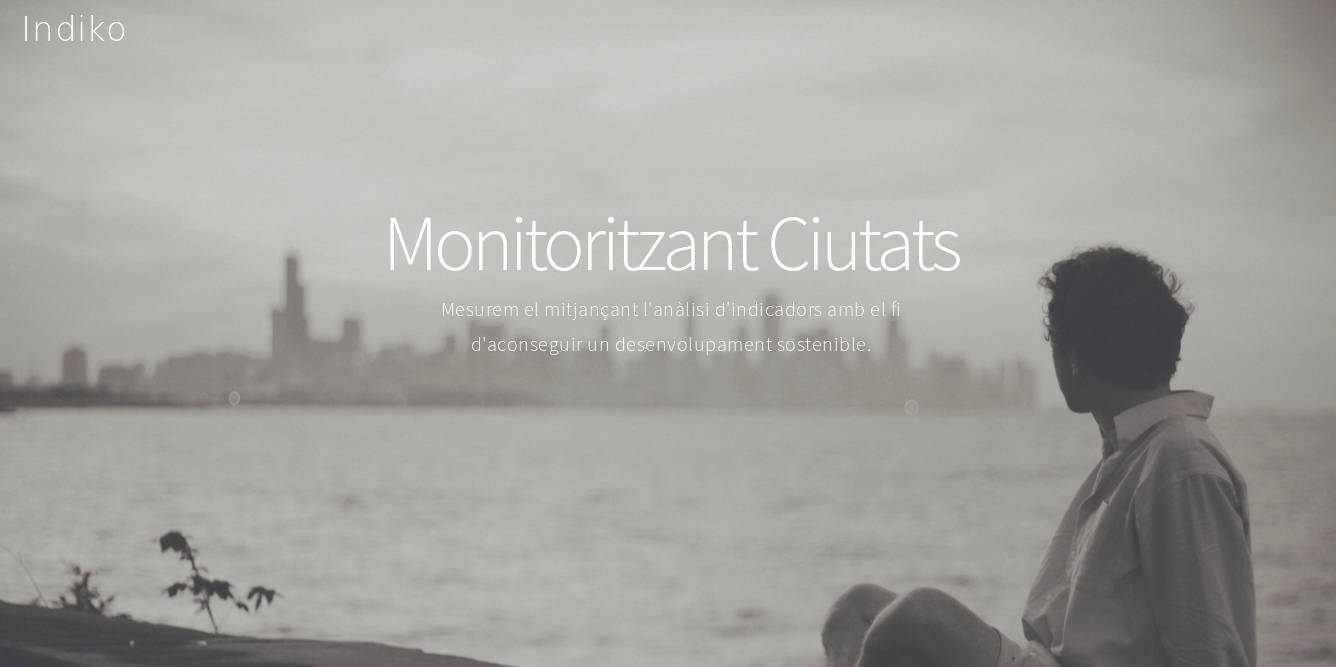 Indiko
Monitoritzant Ciutats
Mesurem el mitjançant l'anàlisi d'indicadors amb el fi
d'aconseguir un desenvolupament sostenible.